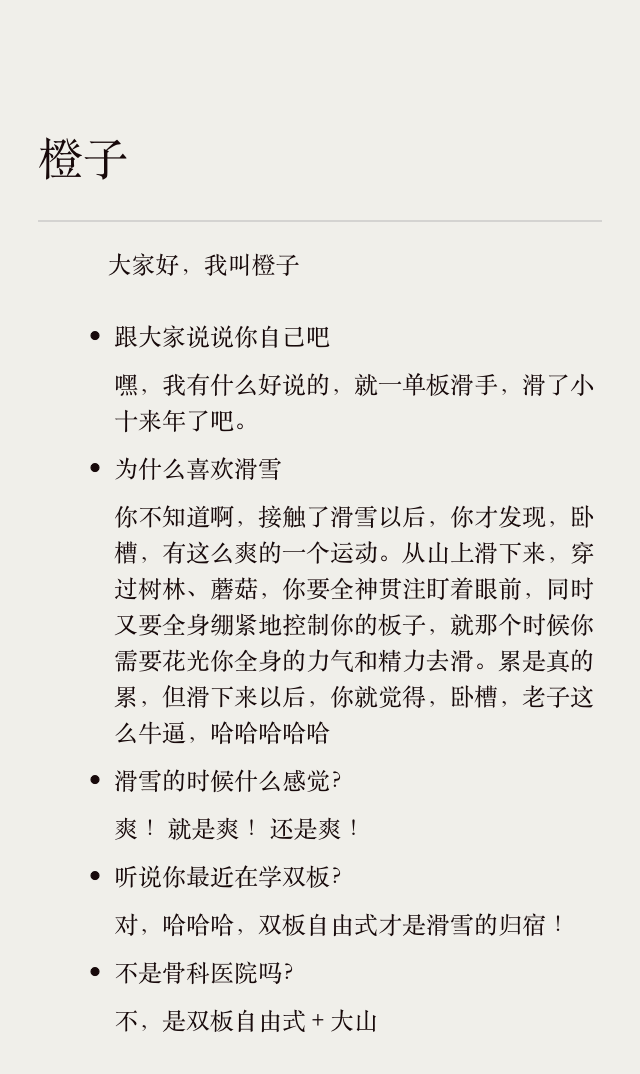 橙子
大家好，我叫橙子
• 跟大家说说你自己吧
嘿，我有什么好说的，就一单板滑手，滑了小
十来年了吧。
• 为什么喜欢滑雪
你不知道啊，接触了滑雪以后，你才发现，卧
槽，有这么爽的一个运动。从山上滑下来，穿
过树林、蘑菇，你要全神贯注盯着眼前，同时
又要全身绷紧地控制你的板子，就那个时候你
需要花光你全身的力气和精力去滑。累是真的
累，但滑下来以后，你就觉得，卧槽，老子这
么牛逼，哈哈哈哈哈
• 滑雪的时候什么感觉？
爽！就是爽！还是爽！
• 听说你最近在学双板？
对，哈哈哈，双板自由式才是滑雪的归宿！
• 不是骨科医院吗？
不，是双板自由式 + 大山